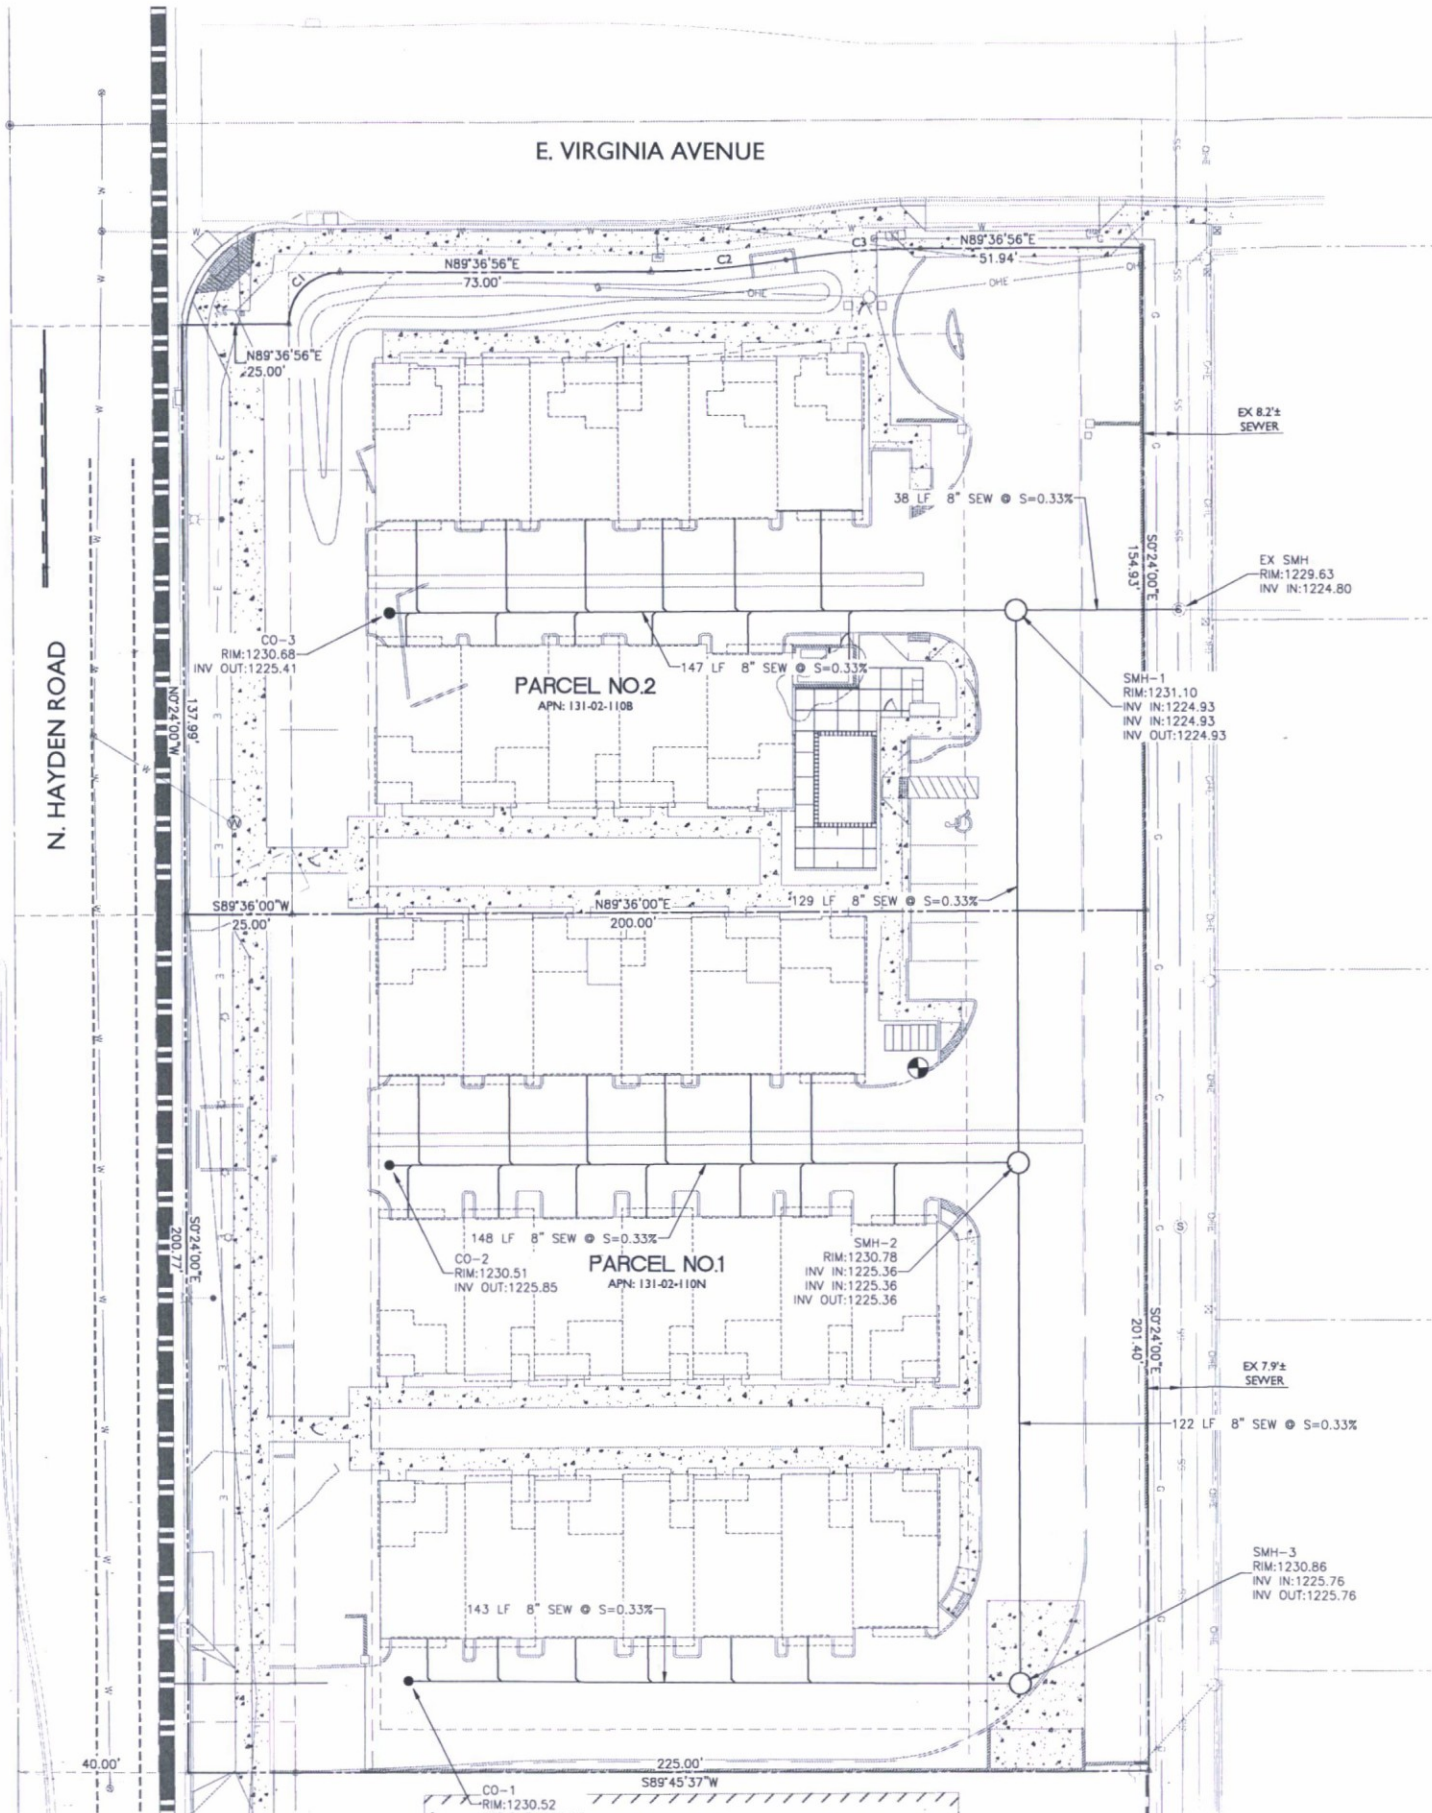 E. VIRGINIA AVENUE
N89°36'56"E
51.94'
C3
C2
N89°36'56"E
73.00'
C1
OHE
OHE
N89°36'56"E
25.00'
EX 8.2'±
SEWER
38 LF 8" SEW @ S=0.33%
S0°24'00"E
154.93'
EX SMH
RIM:1229.63
INV IN:1224.80
CO-3
RIM:1230.68
INV OUT:1225.41
147 LF 8" SEW @ S=0.33%
PARCEL NO.2
APN: 131-02-110B
SMH-1
RIM:1231.10
INV IN:1224.93
INV IN:1224.93
INV OUT:1224.93
N. HAYDEN ROAD
N0°24'00"W
137.99'
129 LF 8" SEW @ S=0.33%
S89°36'00"W
25.00'
N89°36'00"E
200.00'
148 LF 8" SEW @ S=0.33%
CO-2
RIM:1230.51
INV OUT:1225.85
PARCEL NO.1
APN: 131-02-110N
SMH-2
RIM:1230.78
INV IN:1225.36
INV IN:1225.36
INV OUT:1225.36
S0°24'00"E
200.77'
S0°24'00"E
201.40'
EX 7.9'±
SEWER
122 LF 8" SEW @ S=0.33%
SMH-3
RIM:1230.86
INV IN:1225.76
INV OUT:1225.76
143 LF 8" SEW @ S=0.33%
40.00'
225.00'
S89°45'37"W
CO-1
RIM:1230.52